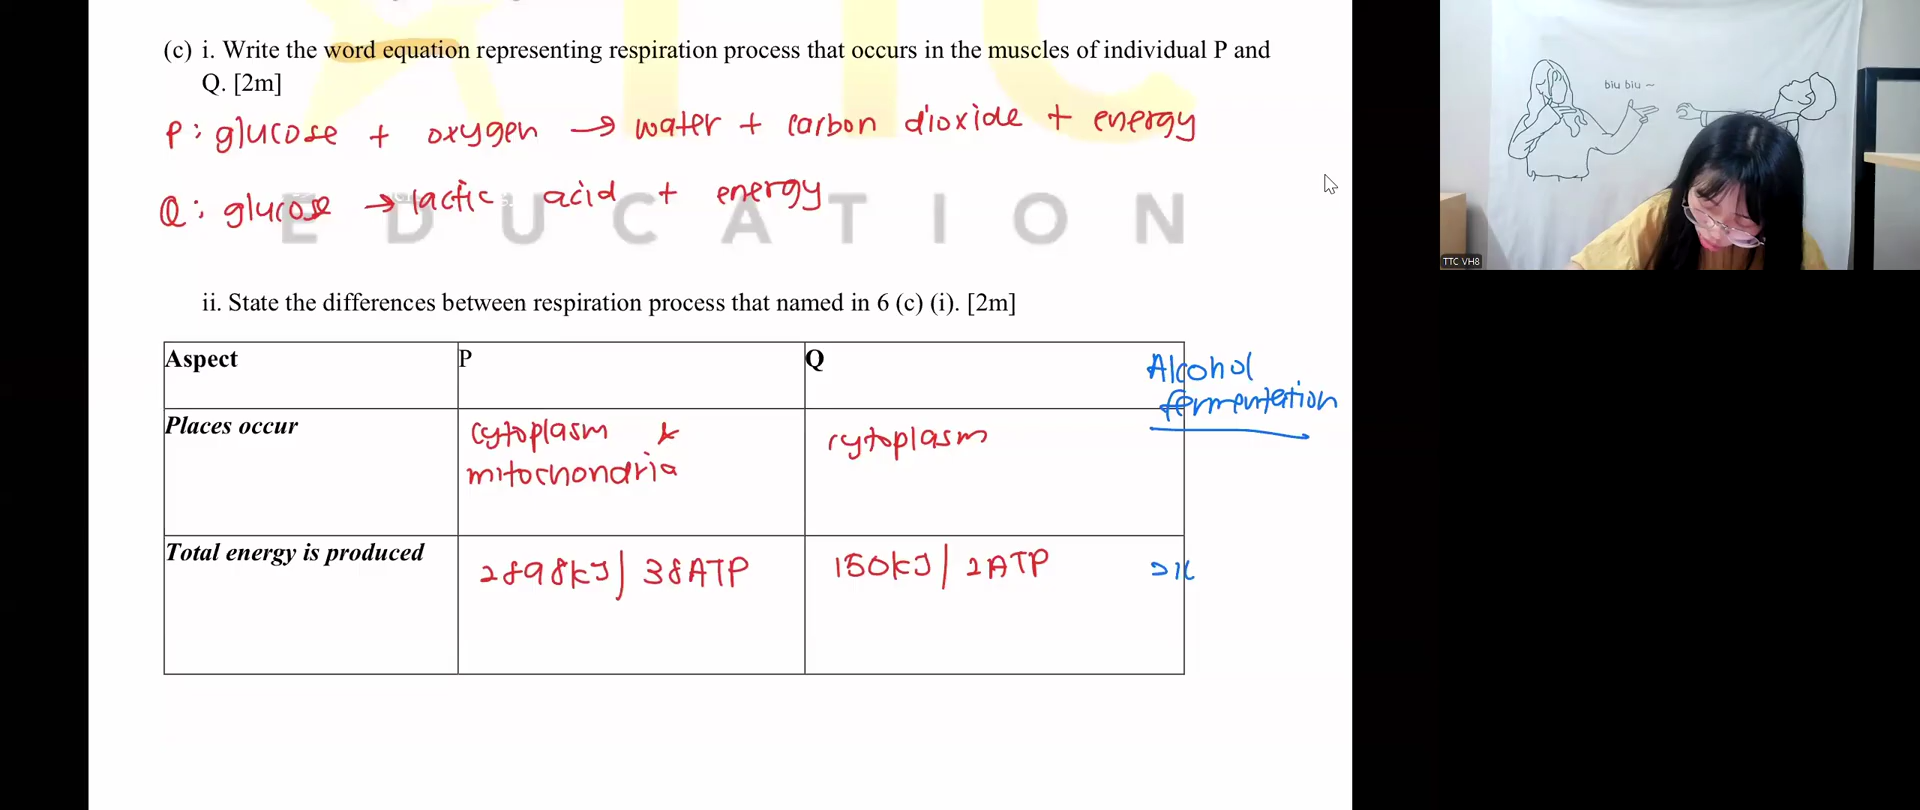 (c) i. Write the word equation representing respiration process that occurs in the muscles of individual P and
Q. [2m]
P: glucose + oxygen → water + carbon dioxide + energy
Q: glucose → lactic acid + energy
EDUCATION
ii. State the differences between respiration process that named in 6 (c) (i). [2m]
Aspect P Q
Alcohol
fermentation
Places occur cytoplasm & cytoplasm
mitochondria
Total energy is produced 2898kJ/ 38ATP 150kJ/ 2ATP
biu biu ~
TTC VH8